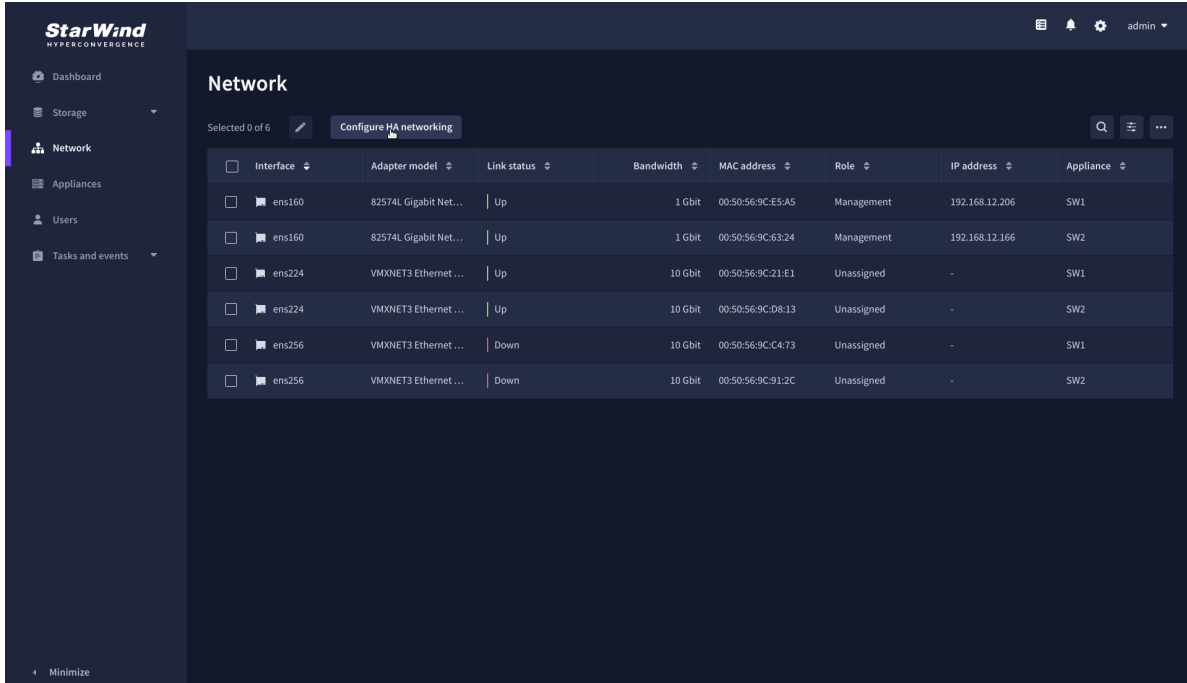 StarWind
HYPERCONVERGENCE
admin
Dashboard
Storage
Network
Appliances
Users
Tasks and events
Minimize
Network
Selected 0 of 6
Configure HA networking
Interface Adapter model Link status Bandwidth MAC address Role IP address Appliance
ens160 82574L Gigabit Net... Up 1 Gbit 00:50:56:9C:E5:A5 Management 192.168.12.206 SW1
ens160 82574L Gigabit Net... Up 1 Gbit 00:50:56:9C:63:24 Management 192.168.12.166 SW2
ens224 VMXNET3 Ethernet ... Up 10 Gbit 00:50:56:9C:21:E1 Unassigned - SW1
ens224 VMXNET3 Ethernet ... Up 10 Gbit 00:50:56:9C:D8:13 Unassigned - SW2
ens256 VMXNET3 Ethernet ... Down 10 Gbit 00:50:56:9C:C4:73 Unassigned - SW1
ens256 VMXNET3 Ethernet ... Down 10 Gbit 00:50:56:9C:91:2C Unassigned - SW2